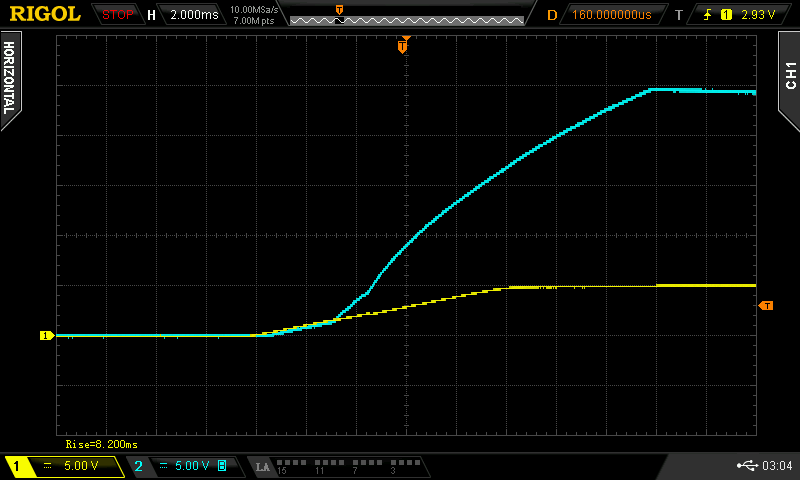 RIGOL STOP H 2.000ms 10.00MSa/s 7.00M pts T D 160.000000us T 1 2.93 V
HORIZONTAL
CH1
T
1
T
Rise=8.200ms
1 5.00 V 2 5.00 V B LA 15 11 7 3 03:04